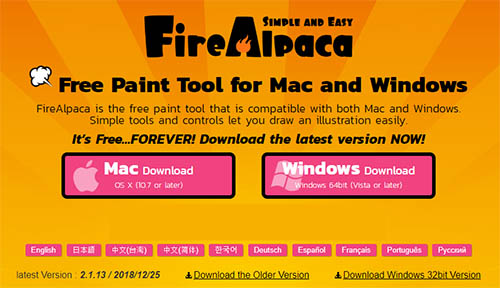 SIMPLE AND EASY
FireAlpaca
Free Paint Tool for Mac and Windows
FireAlpaca is the free paint tool that is compatible with both Mac and Windows.
Simple tools and controls let you draw an illustration easily.
It's Free...FOREVER! Download the latest version NOW!
Mac Download
OS X (10.7 or later)
Windows Download
Windows 64bit (Vista or later)
English 日本語 中文(台灣) 中文(简体) 한국어 Deutsch Español Français Português Русский
latest Version : 2.1.13 / 2018/12/25 Download the Older Version Download Windows 32bit Version